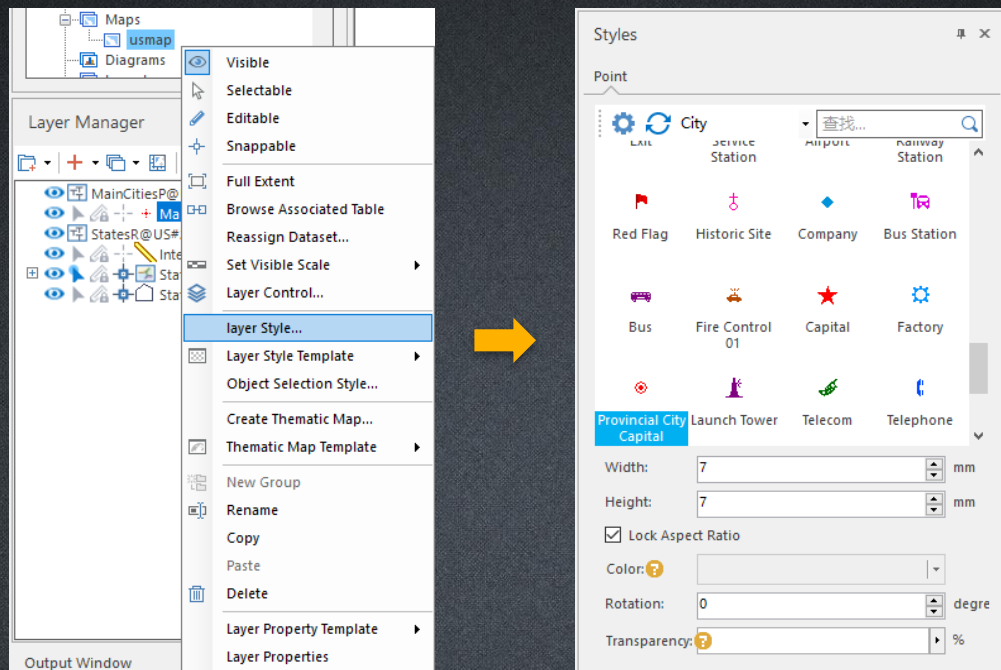 Maps
usmap
Diagrams
Layer Manager
MainCitiesP@
Ma
StatesR@US#
Inte
Sta
Sta
Output Window
Visible
Selectable
Editable
Snappable
Full Extent
Browse Associated Table
Reassign Dataset...
Set Visible Scale
Layer Control...
layer Style...
Layer Style Template
Object Selection Style...
Create Thematic Map...
Thematic Map Template
New Group
Rename
Copy
Paste
Delete
Layer Property Template
Layer Properties
Styles
Point
City
查找...
Exit
Service
Station
Airport
Railway
Station
Red Flag
Historic Site
Company
Bus Station
Bus
Fire Control
01
Capital
Factory
Provincial City
Capital
Launch Tower
Telecom
Telephone
Width:
7
mm
Height:
7
mm
Lock Aspect Ratio
Color:
Rotation:
0
degre
Transparency:
%